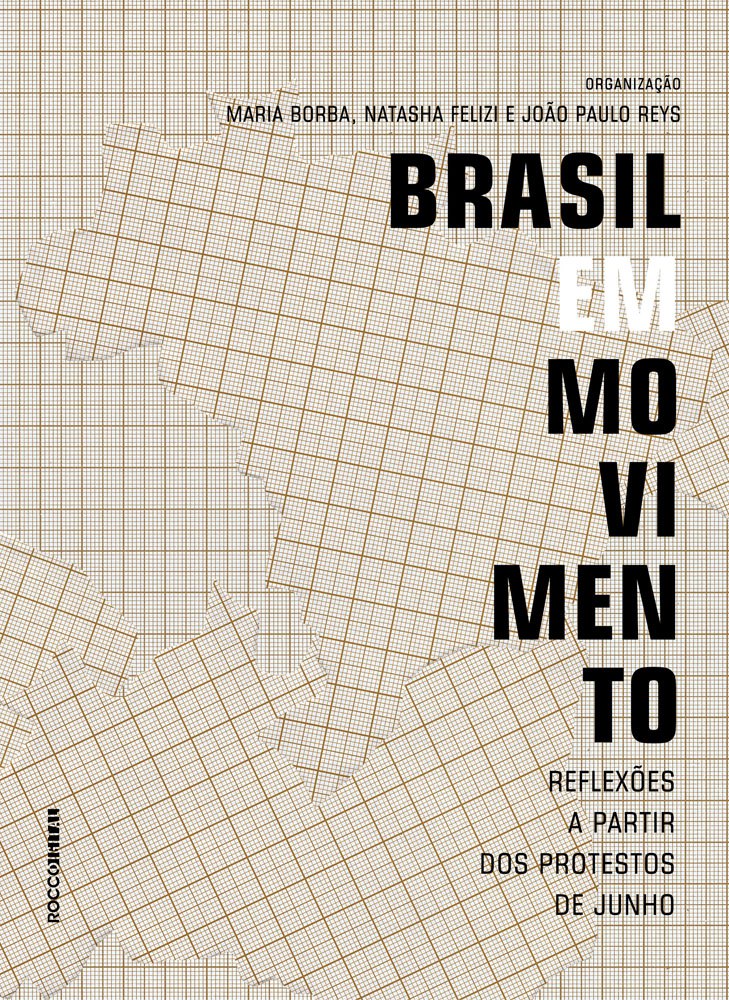 ORGANIZAÇÃO
MARIA BORBA, NATASHA FELIZI E JOÃO PAULO REYS
BRASIL
EM
MO
VI
MEN
TO
REFLEXÕES
A PARTIR
DOS PROTESTOS
DE JUNHO
ROCCO